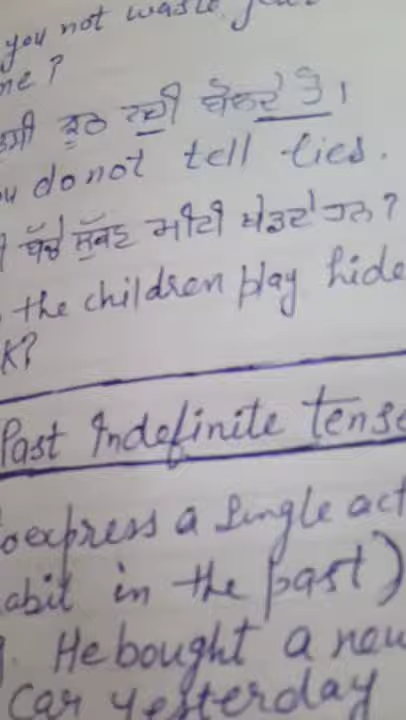 you not waste
me ?
ਤੁਸੀਂ ਝੂਠ ਨਹੀਂ ਬੋਲਦੇ ਹੋ।
do not tell lies.
ਬੱਚੇ ਲੁੱਕਣ ਮੀਟੀ ਖੇਡਦੇ ਹਨ?
the children play hide
K?
Past Indefinite Tense
express a single act
abit in the past)
He bought a new
Car yesterday